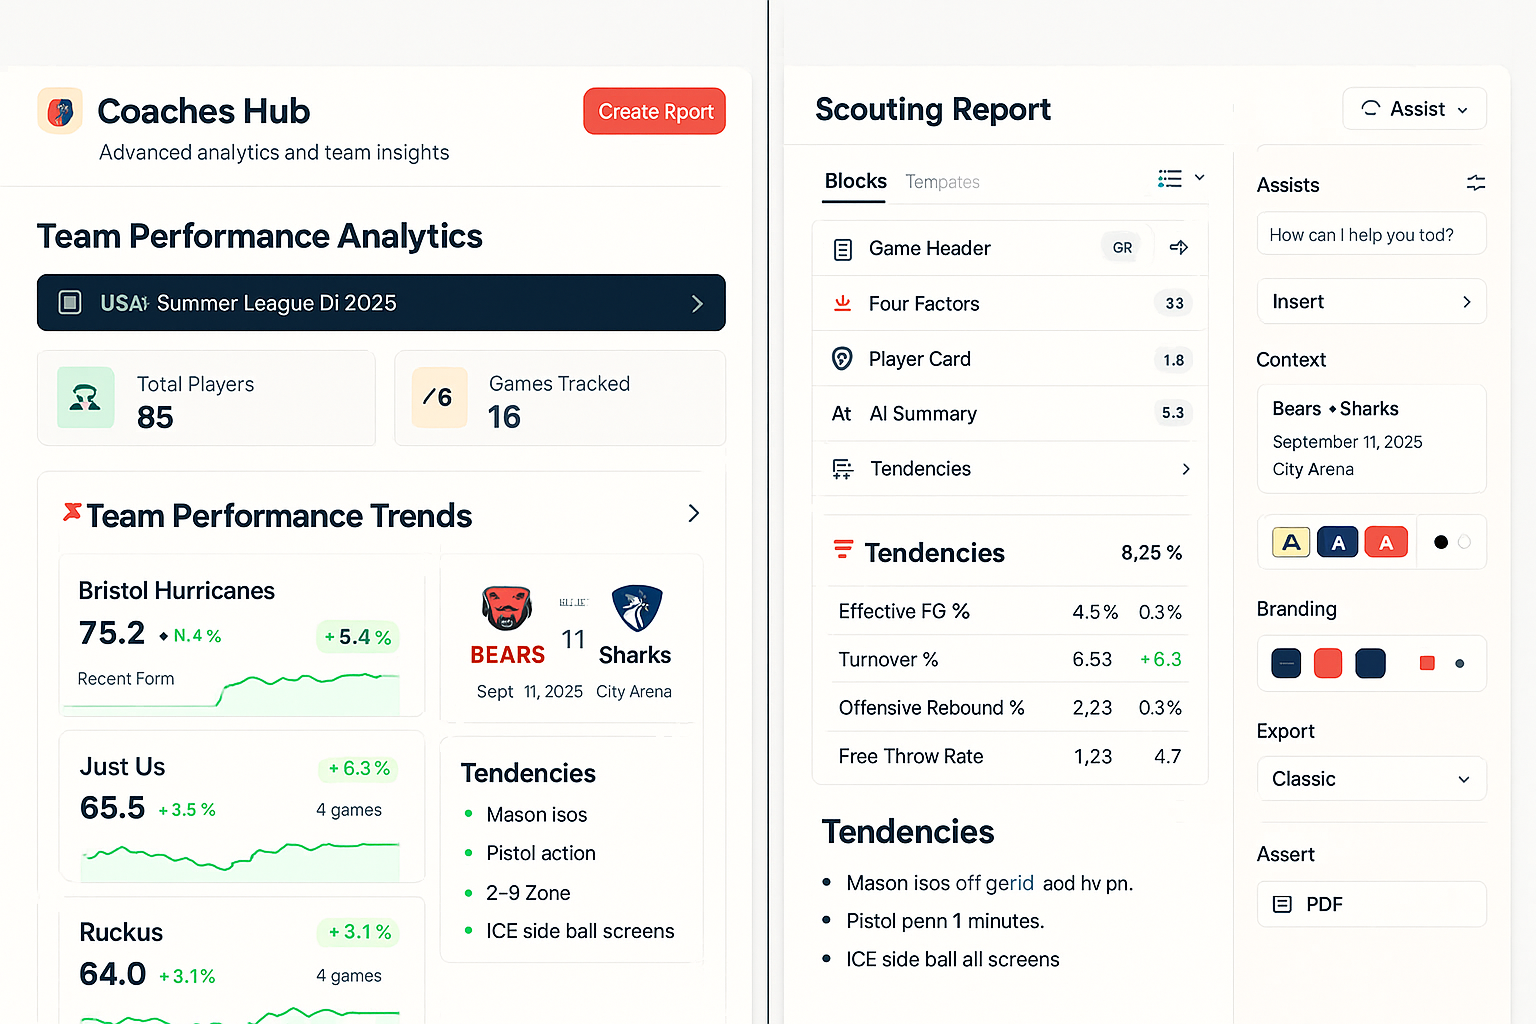 Coaches Hub
Create Rport
Advanced analytics and team insights
Team Performance Analytics
USA Summer League Di 2025
Total Players
85
/6
Games Tracked
16
Team Performance Trends
Bristol Hurricanes
75.2 N.4 %
+ 5.4 %
Recent Form
BEARS
11
Sharks
Sept 11, 2025 City Arena
Just Us
+ 6.3 %
65.5 + 3.5 %
4 games
Tendencies
Mason isos
Pistol action
2–9 Zone
ICE side ball screens
Ruckus
+ 3.1 %
64.0 + 3.1%
4 games
Scouting Report
Assist
Blocks
Tempates
Game Header GR
Four Factors 33
Player Card 1.8
At AI Summary 5.3
Tendencies
Tendencies 8,25 %
Effective FG % 4.5 % 0.3 %
Turnover % 6.53 + 6.3
Offensive Rebound % 2,23 0.3 %
Free Throw Rate 1,23 4.7
Tendencies
• Mason isos off gerid aod hv pn.
• Pistol penn 1 minutes.
• ICE side ball all screens
Assists
How can I help you tod?
Insert
Context
Bears ⬥ Sharks
September 11, 2025
City Arena
A A A
Branding
Export
Classic
Assert
PDF